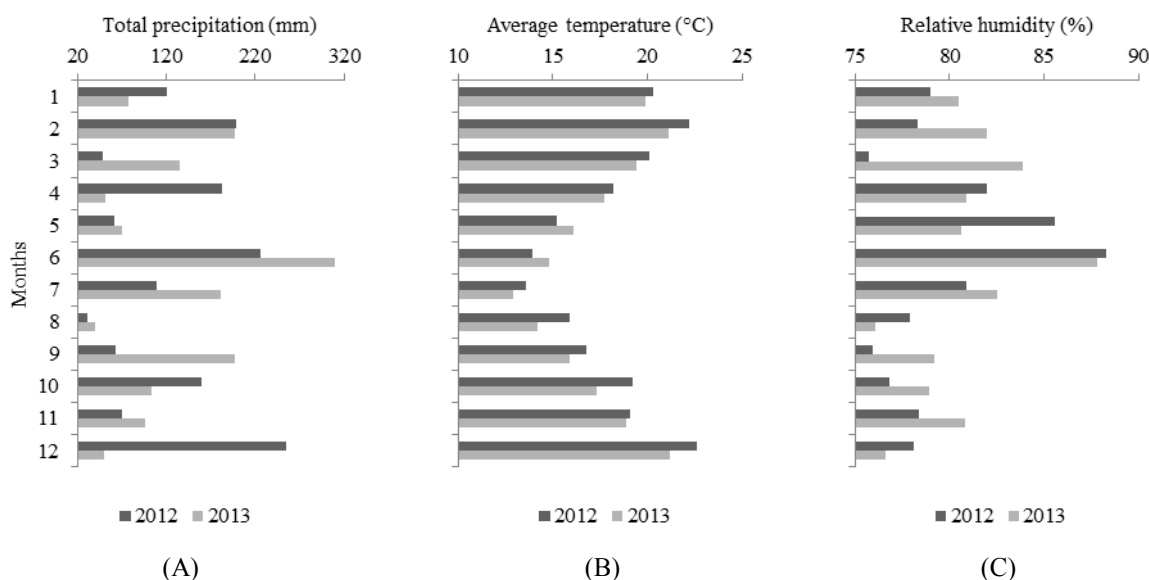 Total precipitation (mm)
20 120 220 320
Average temperature (°C)
10 15 20 25
Relative humidity (%)
75 80 85 90
Months
1
2
3
4
5
6
7
8
9
10
11
12
2012 2013
2012 2013
2012 2013
(A) (B) (C)